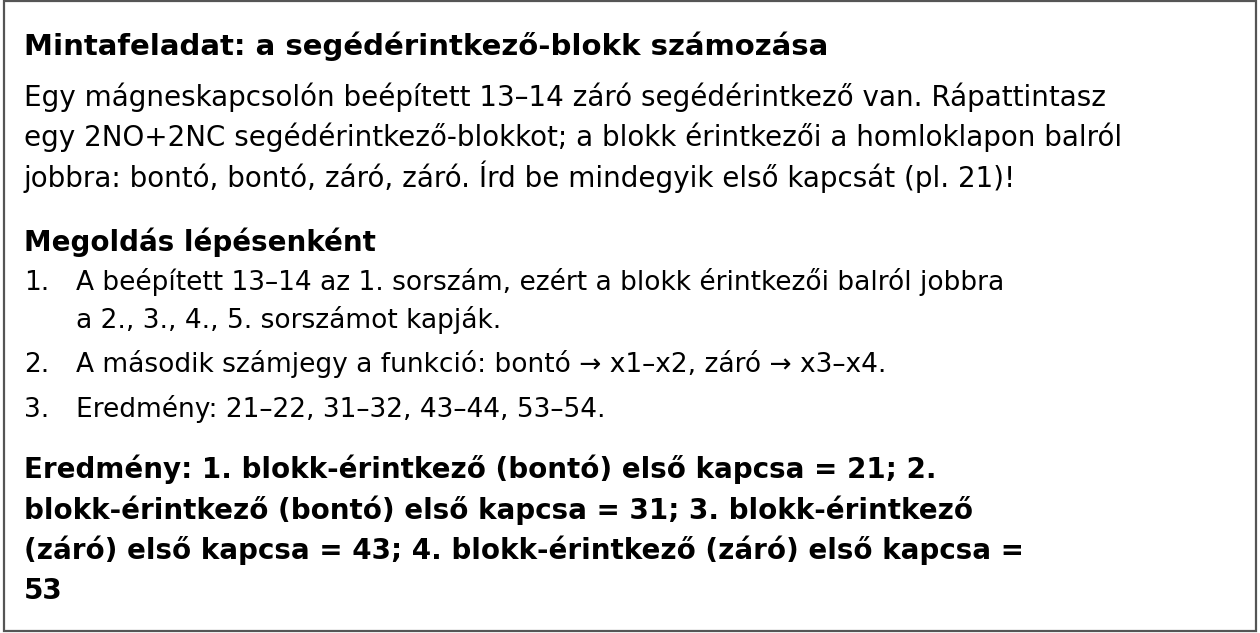 Mintafeladat: a segédérintkező-blokk számozása
Egy mágneskapcsolón beépített 13–14 záró segédérintkező van. Rápattintasz
egy 2NO+2NC segédérintkező-blokkot; a blokk érintkezői a homloklapon balról
jobbra: bontó, bontó, záró, záró. Írd be mindegyik első kapcsát (pl. 21)!
Megoldás lépésenként
1. A beépített 13–14 az 1. sorszám, ezért a blokk érintkezői balról jobbra
a 2., 3., 4., 5. sorszámot kapják.
2. A második számjegy a funkció: bontó → x1–x2, záró → x3–x4.
3. Eredmény: 21–22, 31–32, 43–44, 53–54.
Eredmény: 1. blokk-érintkező (bontó) első kapcsa = 21; 2.
blokk-érintkező (bontó) első kapcsa = 31; 3. blokk-érintkező
(záró) első kapcsa = 43; 4. blokk-érintkező (záró) első kapcsa =
53